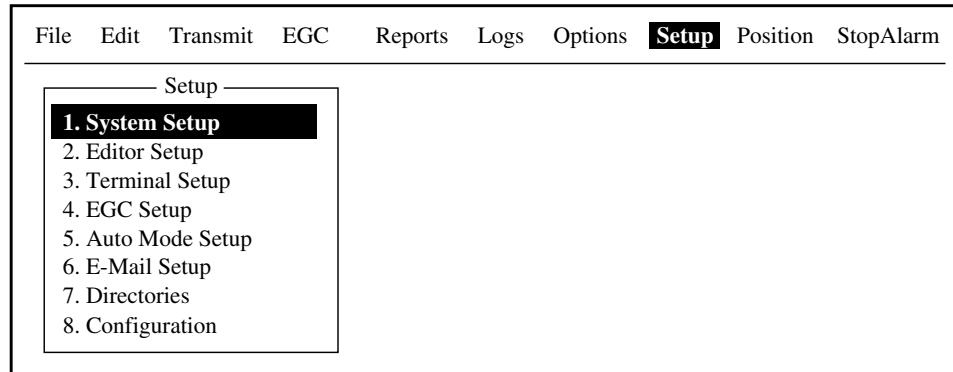 File Edit Transmit EGC Reports Logs Options Setup Position StopAlarm
Setup
1. System Setup
2. Editor Setup
3. Terminal Setup
4. EGC Setup
5. Auto Mode Setup
6. E-Mail Setup
7. Directories
8. Configuration